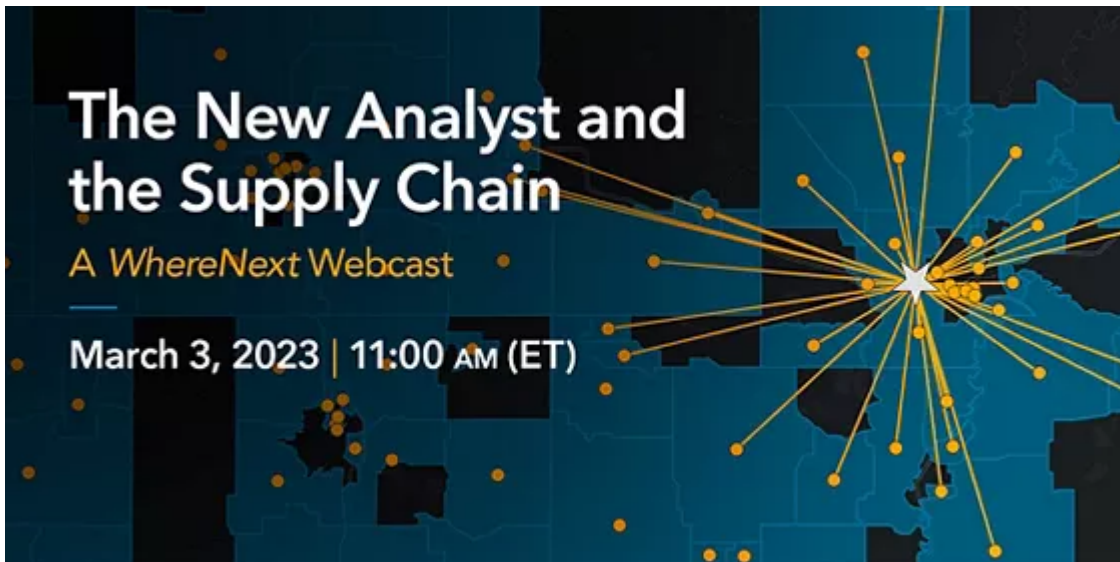 The New Analyst and
the Supply Chain
A WhereNext Webcast
March 3, 2023 | 11:00 AM (ET)